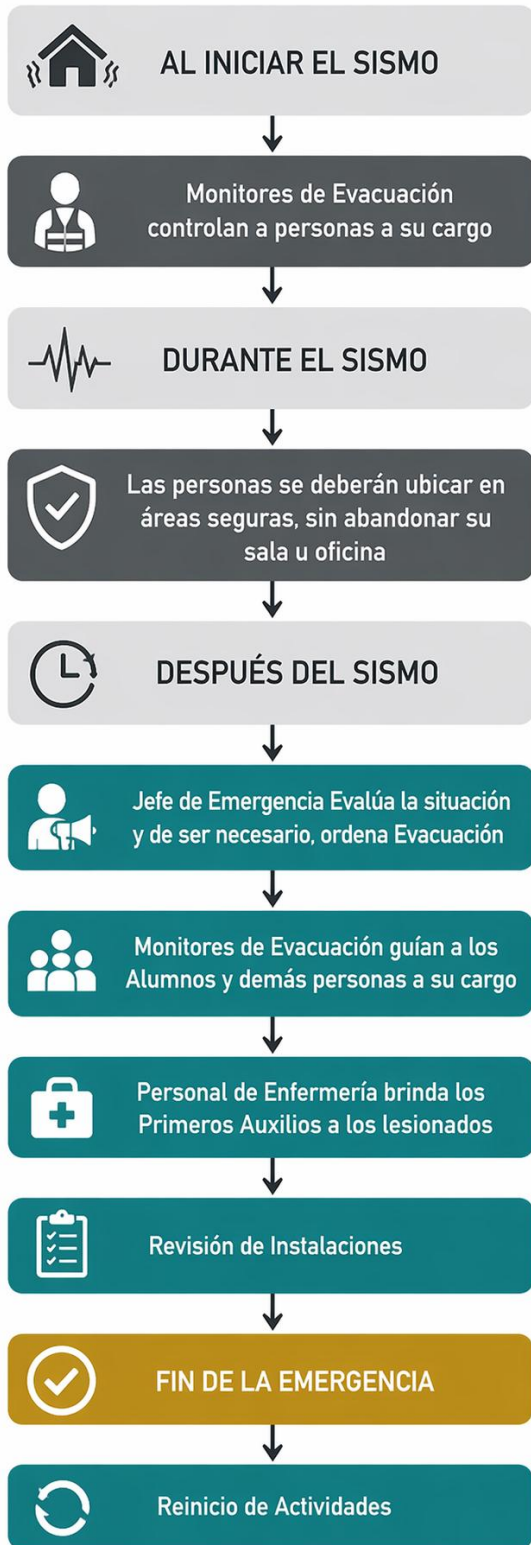 AL INICIAR EL SISMO
Monitores de Evacuación
controlan a personas a su cargo
DURANTE EL SISMO
Las personas se deberán ubicar en
áreas seguras, sin abandonar su
sala u oficina
DESPUÉS DEL SISMO
Jefe de Emergencia Evalúa la situación
y de ser necesario, ordena Evacuación
Monitores de Evacuación guían a los
Alumnos y demás personas a su cargo
Personal de Enfermería brinda los
Primeros Auxilios a los lesionados
Revisión de Instalaciones
FIN DE LA EMERGENCIA
Reinicio de Actividades